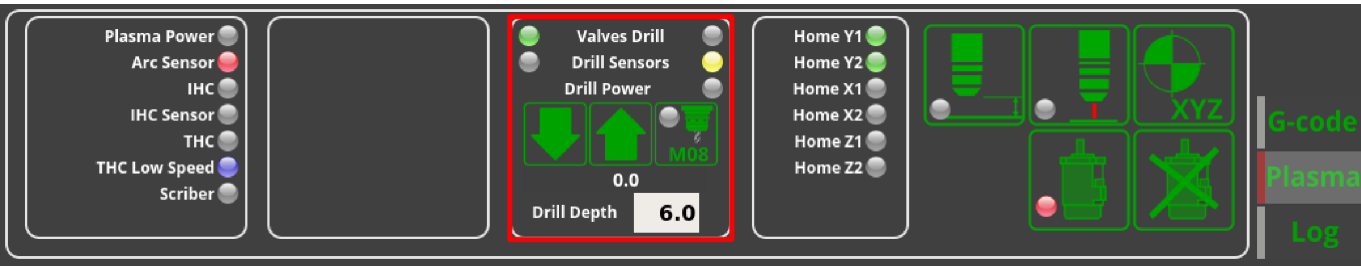 Plasma Power
Arc Sensor
IHC
IHC Sensor
THC
THC Low Speed
Scriber
Valves Drill
Drill Sensors
Drill Power
M08
0.0
Drill Depth 6.0
Home Y1
Home Y2
Home X1
Home X2
Home Z1
Home Z2
XYZ
G-code
Plasma
Log